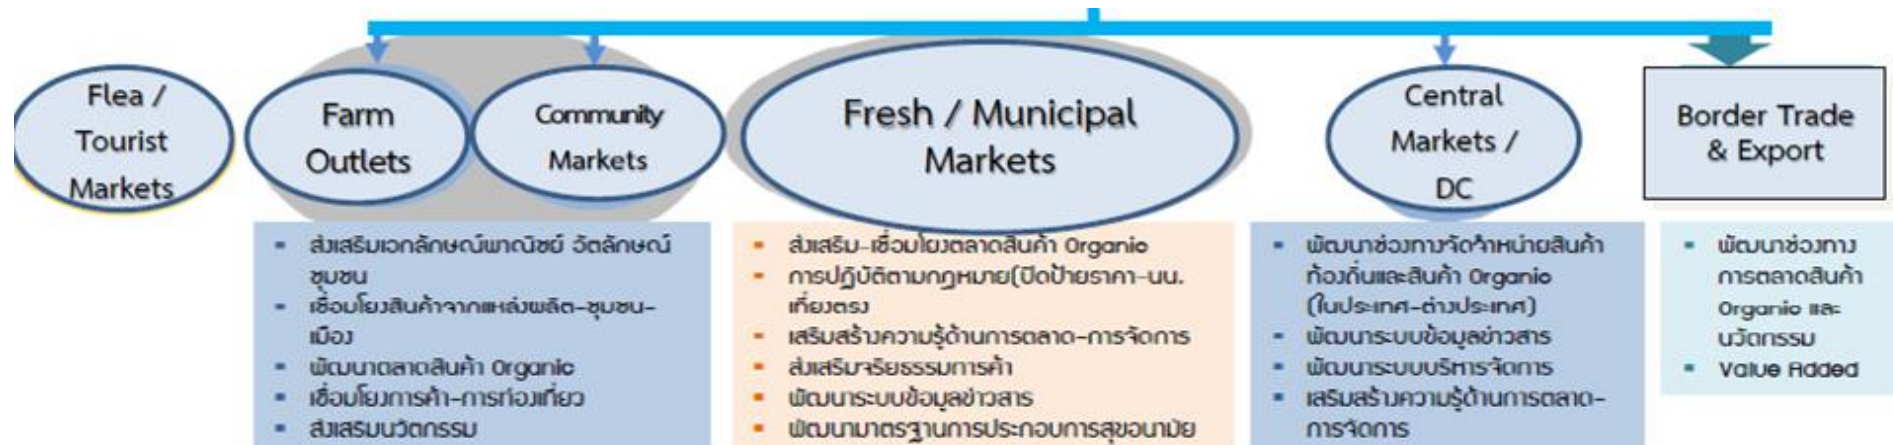 Flea /
Tourist
Markets
Farm
Outlets
Community
Markets
Fresh / Municipal
Markets
Central
Markets /
DC
Border Trade
& Export
▪ ส่งเสริมเอกลักษณ์พาณิชย์ อัตลักษณ์
ชุมชน
▪ เชื่อมโยงสินค้าจากแหล่งผลิต-ชุมชน-
เมือง
▪ พัฒนาตลาดสินค้า Organic
▪ เชื่อมโยงการค้า-การท่องเที่ยว
▪ ส่งเสริมนวัตกรรม
▪ ส่งเสริม-เชื่อมโยงตลาดสินค้า Organic
▪ การปฏิบัติตามกฎหมาย(ปิดป้ายราคา-นน.
เที่ยงตรง
▪ เสริมสร้างความรู้ด้านการตลาด-การจัดการ
▪ ส่งเสริมจริยธรรมการค้า
▪ พัฒนาระบบข้อมูลข่าวสาร
▪ พัฒนามาตรฐานการประกอบการสุขอนามัย
▪ พัฒนาช่องทางจัดจำหน่ายสินค้า
ท้องถิ่นและสินค้า Organic
(ในประเทศ-ต่างประเทศ)
▪ พัฒนาระบบข้อมูลข่าวสาร
▪ พัฒนาระบบบริหารจัดการ
▪ เสริมสร้างความรู้ด้านการตลาด-
การจัดการ
▪ พัฒนาช่องทาง
การตลาดสินค้า
Organic และ
นวัตกรรม
▪ Value Added